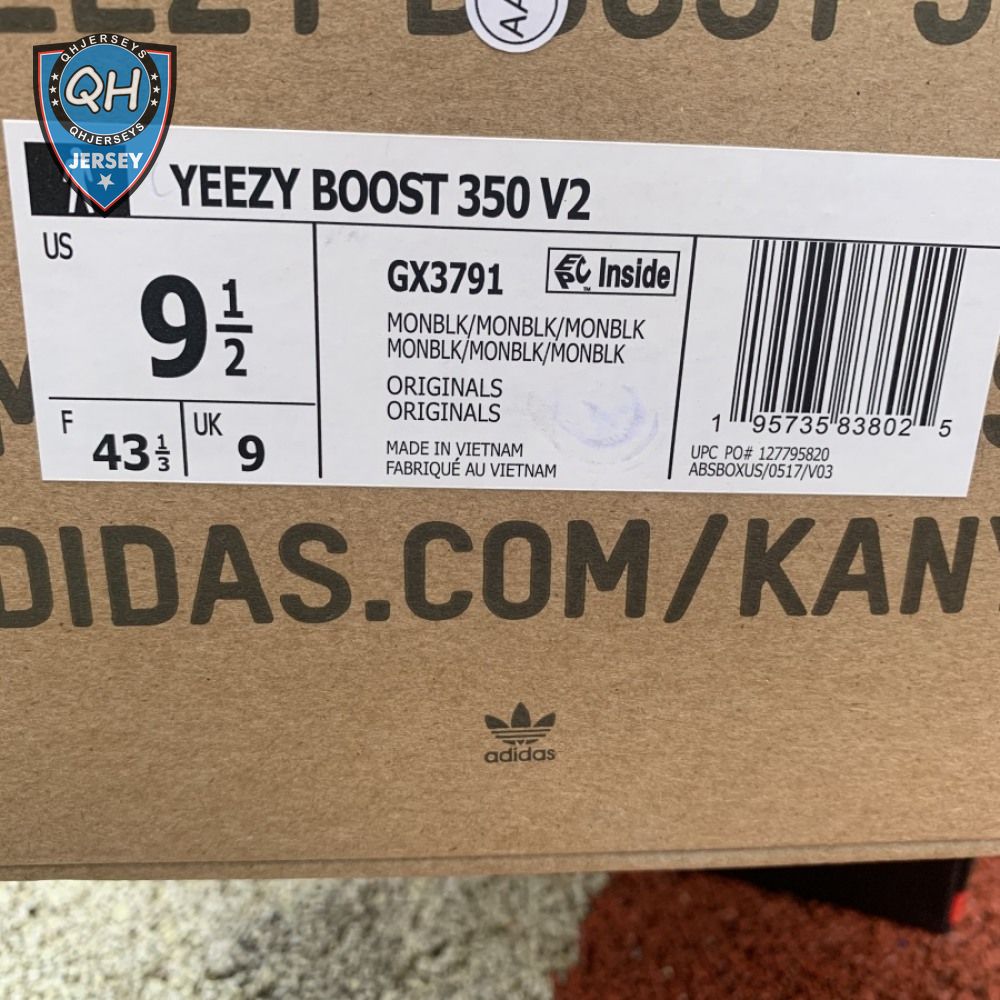 QHJERSEYS
QH
QHJERSEYS
JERSEY
YEEZY BOOST 350 V2
US
9 1/2
F
43 1/3
UK
9
GX3791
EPC Inside
MONBLK/MONBLK/MONBLK
MONBLK/MONBLK/MONBLK
ORIGINALS
ORIGINALS
MADE IN VIETNAM
FABRIQUÉ AU VIETNAM
1 95735 83802 5
UPC PO# 127795820
ABSBOXUS/0517/V03
DIDAS.COM/KANY
adidas